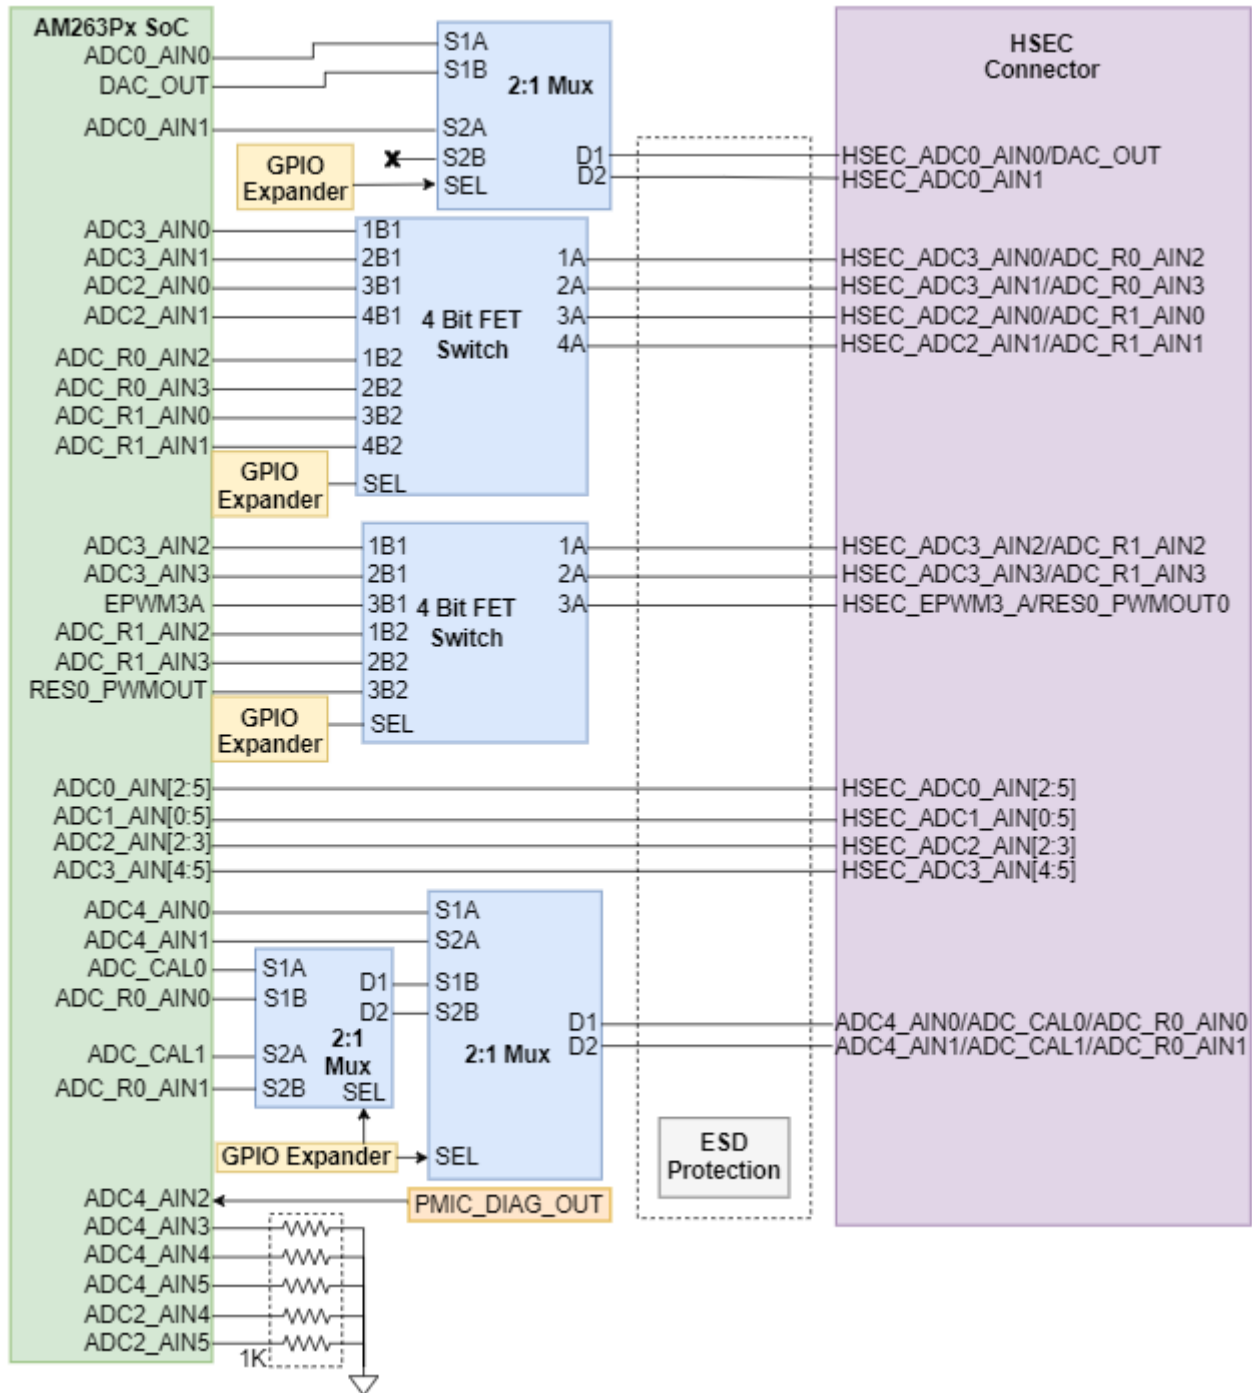 AM263Px SoC
ADC0_AIN0
DAC_OUT
ADC0_AIN1
S1A
S1B
2:1 Mux
S2A
S2B
SEL
D1
D2
GPIO
Expander
HSEC
Connector
HSEC_ADC0_AIN0/DAC_OUT
HSEC_ADC0_AIN1
ADC3_AIN0
ADC3_AIN1
ADC2_AIN0
ADC2_AIN1
ADC_R0_AIN2
ADC_R0_AIN3
ADC_R1_AIN0
ADC_R1_AIN1
GPIO
Expander
1B1
2B1
3B1
4B1
1B2
2B2
3B2
4B2
SEL
4 Bit FET
Switch
1A
2A
3A
4A
HSEC_ADC3_AIN0/ADC_R0_AIN2
HSEC_ADC3_AIN1/ADC_R0_AIN3
HSEC_ADC2_AIN0/ADC_R1_AIN0
HSEC_ADC2_AIN1/ADC_R1_AIN1
ADC3_AIN2
ADC3_AIN3
EPWM3A
ADC_R1_AIN2
ADC_R1_AIN3
RES0_PWMOUT
GPIO
Expander
1B1
2B1
3B1
1B2
2B2
3B2
SEL
4 Bit FET
Switch
1A
2A
3A
HSEC_ADC3_AIN2/ADC_R1_AIN2
HSEC_ADC3_AIN3/ADC_R1_AIN3
HSEC_EPWM3_A/RES0_PWMOUT0
ADC0_AIN[2:5]
ADC1_AIN[0:5]
ADC2_AIN[2:3]
ADC3_AIN[4:5]
HSEC_ADC0_AIN[2:5]
HSEC_ADC1_AIN[0:5]
HSEC_ADC2_AIN[2:3]
HSEC_ADC3_AIN[4:5]
ADC4_AIN0
ADC4_AIN1
ADC_CAL0
ADC_R0_AIN0
ADC_CAL1
ADC_R0_AIN1
S1A
S1B
D1
D2
2:1
Mux
S2A
S2B
SEL
GPIO Expander
S1A
S2A
S1B
S2B
2:1 Mux
D1
D2
SEL
ADC4_AIN0/ADC_CAL0/ADC_R0_AIN0
ADC4_AIN1/ADC_CAL1/ADC_R0_AIN1
ESD
Protection
ADC4_AIN2
PMIC_DIAG_OUT
ADC4_AIN3
ADC4_AIN4
ADC4_AIN5
ADC2_AIN4
ADC2_AIN5
1K